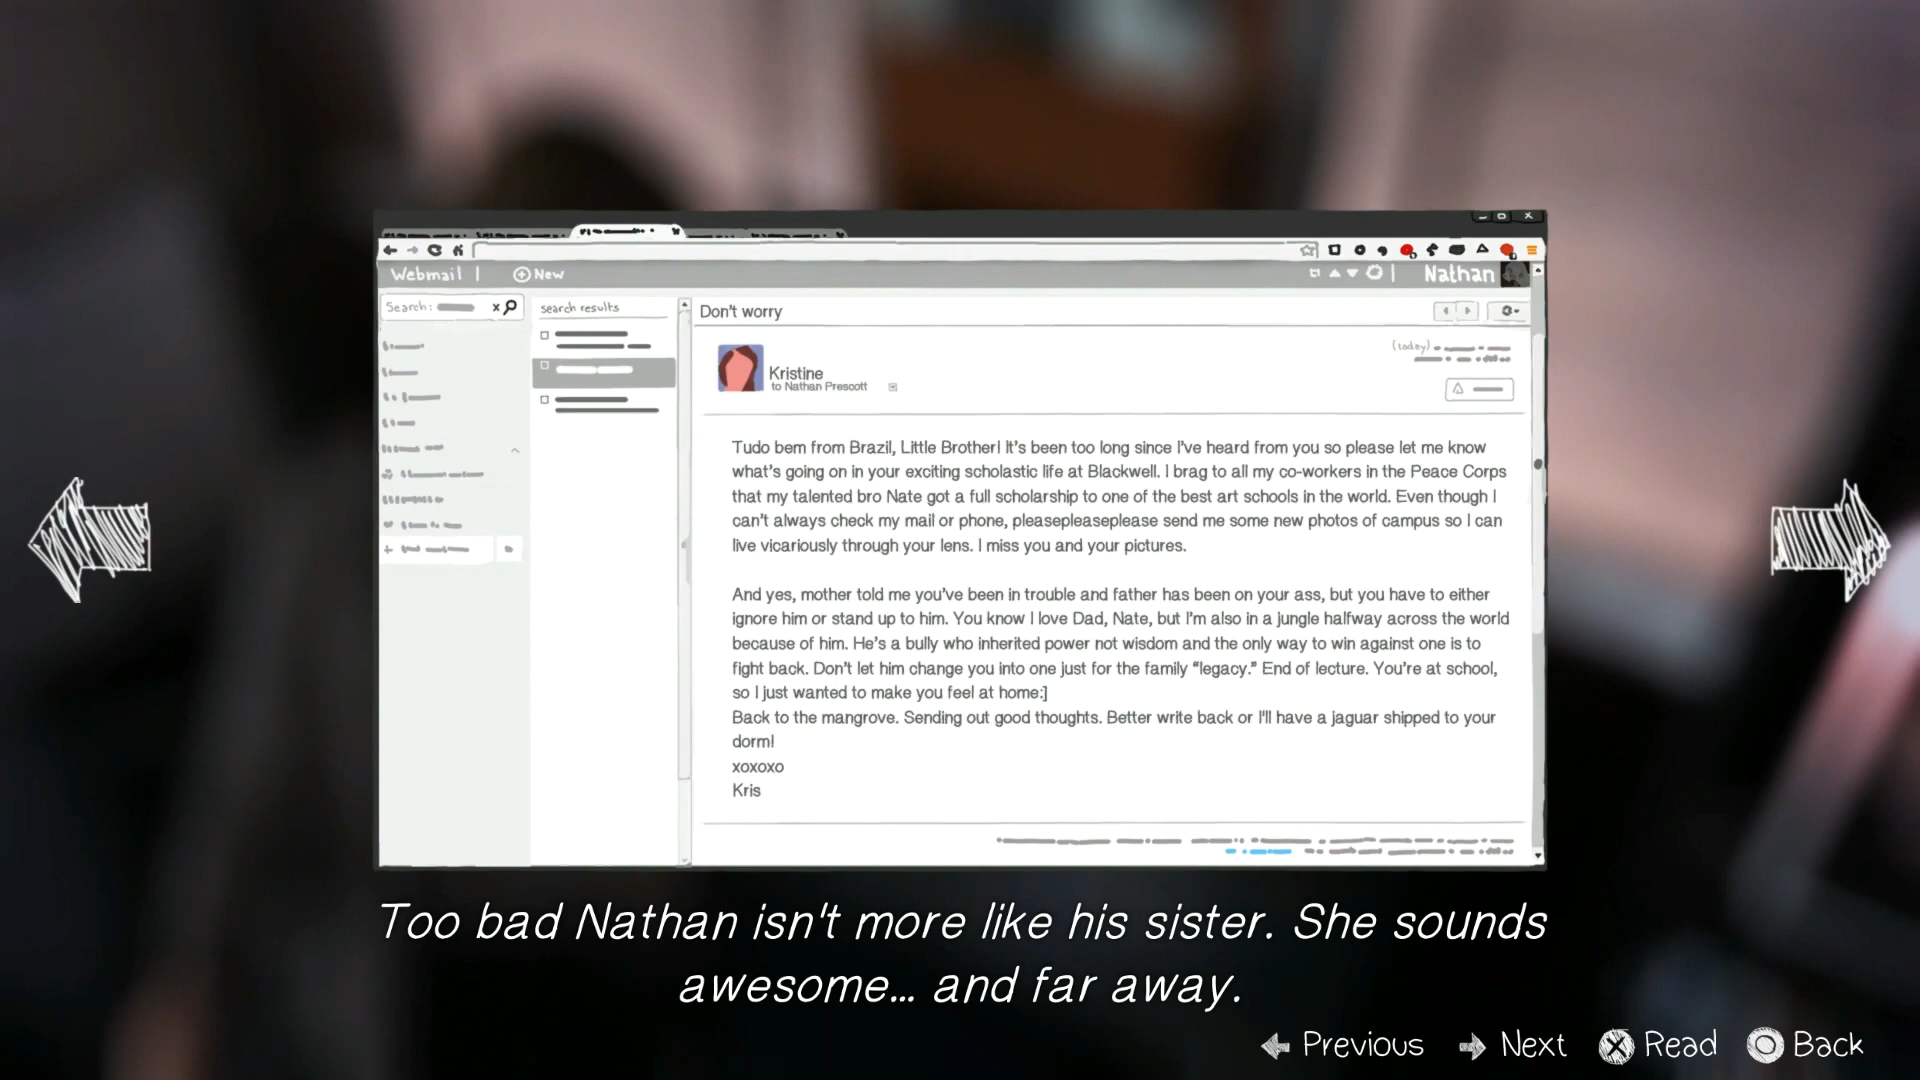 Webmail |
New
Nathan
Search:
x
search results
Don't worry
(today)
Kristine
to Nathan Prescott
Tudo bem from Brazil, Little Brother! It's been too long since I've heard from you so please let me know
what's going on in your exciting scholastic life at Blackwell. I brag to all my co-workers in the Peace Corps
that my talented bro Nate got a full scholarship to one of the best art schools in the world. Even though I
can't always check my mail or phone, pleasepleaseplease send me some new photos of campus so I can
live vicariously through your lens. I miss you and your pictures.
And yes, mother told me you've been in trouble and father has been on your ass, but you have to either
ignore him or stand up to him. You know I love Dad, Nate, but I'm also in a jungle halfway across the world
because of him. He's a bully who inherited power not wisdom and the only way to win against one is to
fight back. Don't let him change you into one just for the family “legacy.” End of lecture. You're at school,
so I just wanted to make you feel at home:]
Back to the mangrove. Sending out good thoughts. Better write back or I'll have a jaguar shipped to your
dorm!
xoxoxo
Kris
Too bad Nathan isn't more like his sister. She sounds
awesome... and far away.
Previous Next Read Back